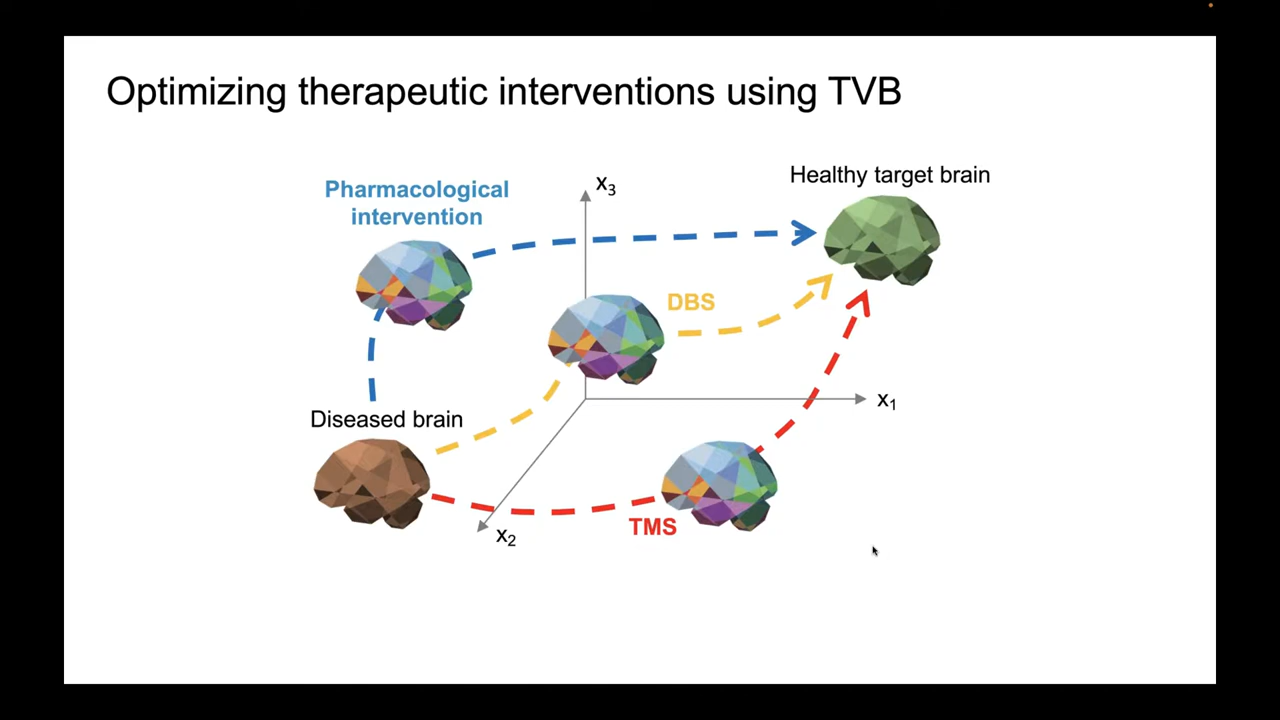 Optimizing therapeutic interventions using TVB
Healthy target brain
Pharmacological
intervention
x₃
DBS
x₁
Diseased brain
TMS
x₂